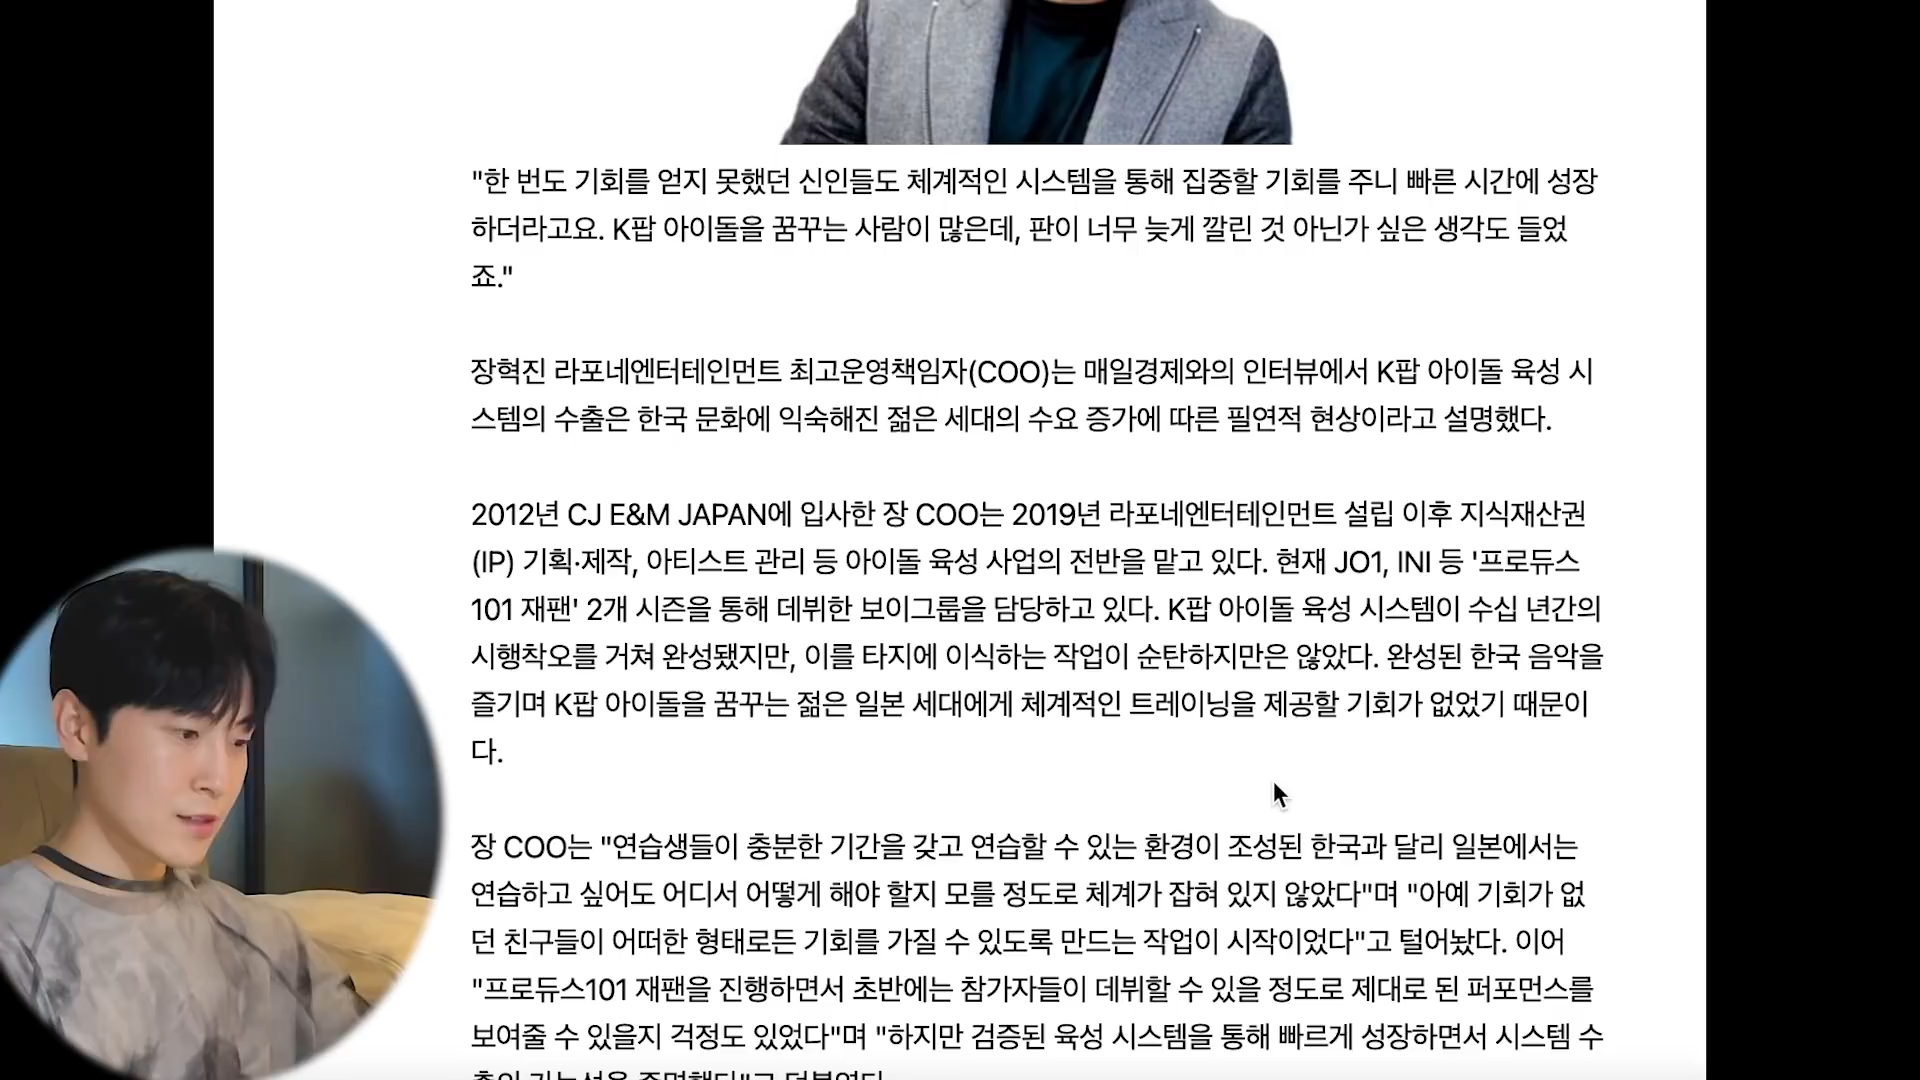 "한 번도 기회를 얻지 못했던 신인들도 체계적인 시스템을 통해 집중할 기회를 주니 빠른 시간에 성장
하더라고요. K팝 아이돌을 꿈꾸는 사람이 많은데, 판이 너무 늦게 깔린 것 아닌가 싶은 생각도 들었
죠."
장혁진 라포네엔터테인먼트 최고운영책임자(COO)는 매일경제와의 인터뷰에서 K팝 아이돌 육성 시
스템의 수출은 한국 문화에 익숙해진 젊은 세대의 수요 증가에 따른 필연적 현상이라고 설명했다.
2012년 CJ E&M JAPAN에 입사한 장 COO는 2019년 라포네엔터테인먼트 설립 이후 지식재산권
(IP) 기획·제작, 아티스트 관리 등 아이돌 육성 사업의 전반을 맡고 있다. 현재 JO1, INI 등 '프로듀스
101 재팬' 2개 시즌을 통해 데뷔한 보이그룹을 담당하고 있다. K팝 아이돌 육성 시스템이 수십 년간의
시행착오를 거쳐 완성됐지만, 이를 타지에 이식하는 작업이 순탄하지만은 않았다. 완성된 한국 음악을
즐기며 K팝 아이돌을 꿈꾸는 젊은 일본 세대에게 체계적인 트레이닝을 제공할 기회가 없었기 때문이
다.
장 COO는 "연습생들이 충분한 기간을 갖고 연습할 수 있는 환경이 조성된 한국과 달리 일본에서는
연습하고 싶어도 어디서 어떻게 해야 할지 모를 정도로 체계가 잡혀 있지 않았다"며 "아예 기회가 없
던 친구들이 어떠한 형태로든 기회를 가질 수 있도록 만드는 작업이 시작이었다"고 털어놨다. 이어
"프로듀스101 재팬을 진행하면서 초반에는 참가자들이 데뷔할 수 있을 정도로 제대로 된 퍼포먼스를
보여줄 수 있을지 걱정도 있었다"며 "하지만 검증된 육성 시스템을 통해 빠르게 성장하면서 시스템 수